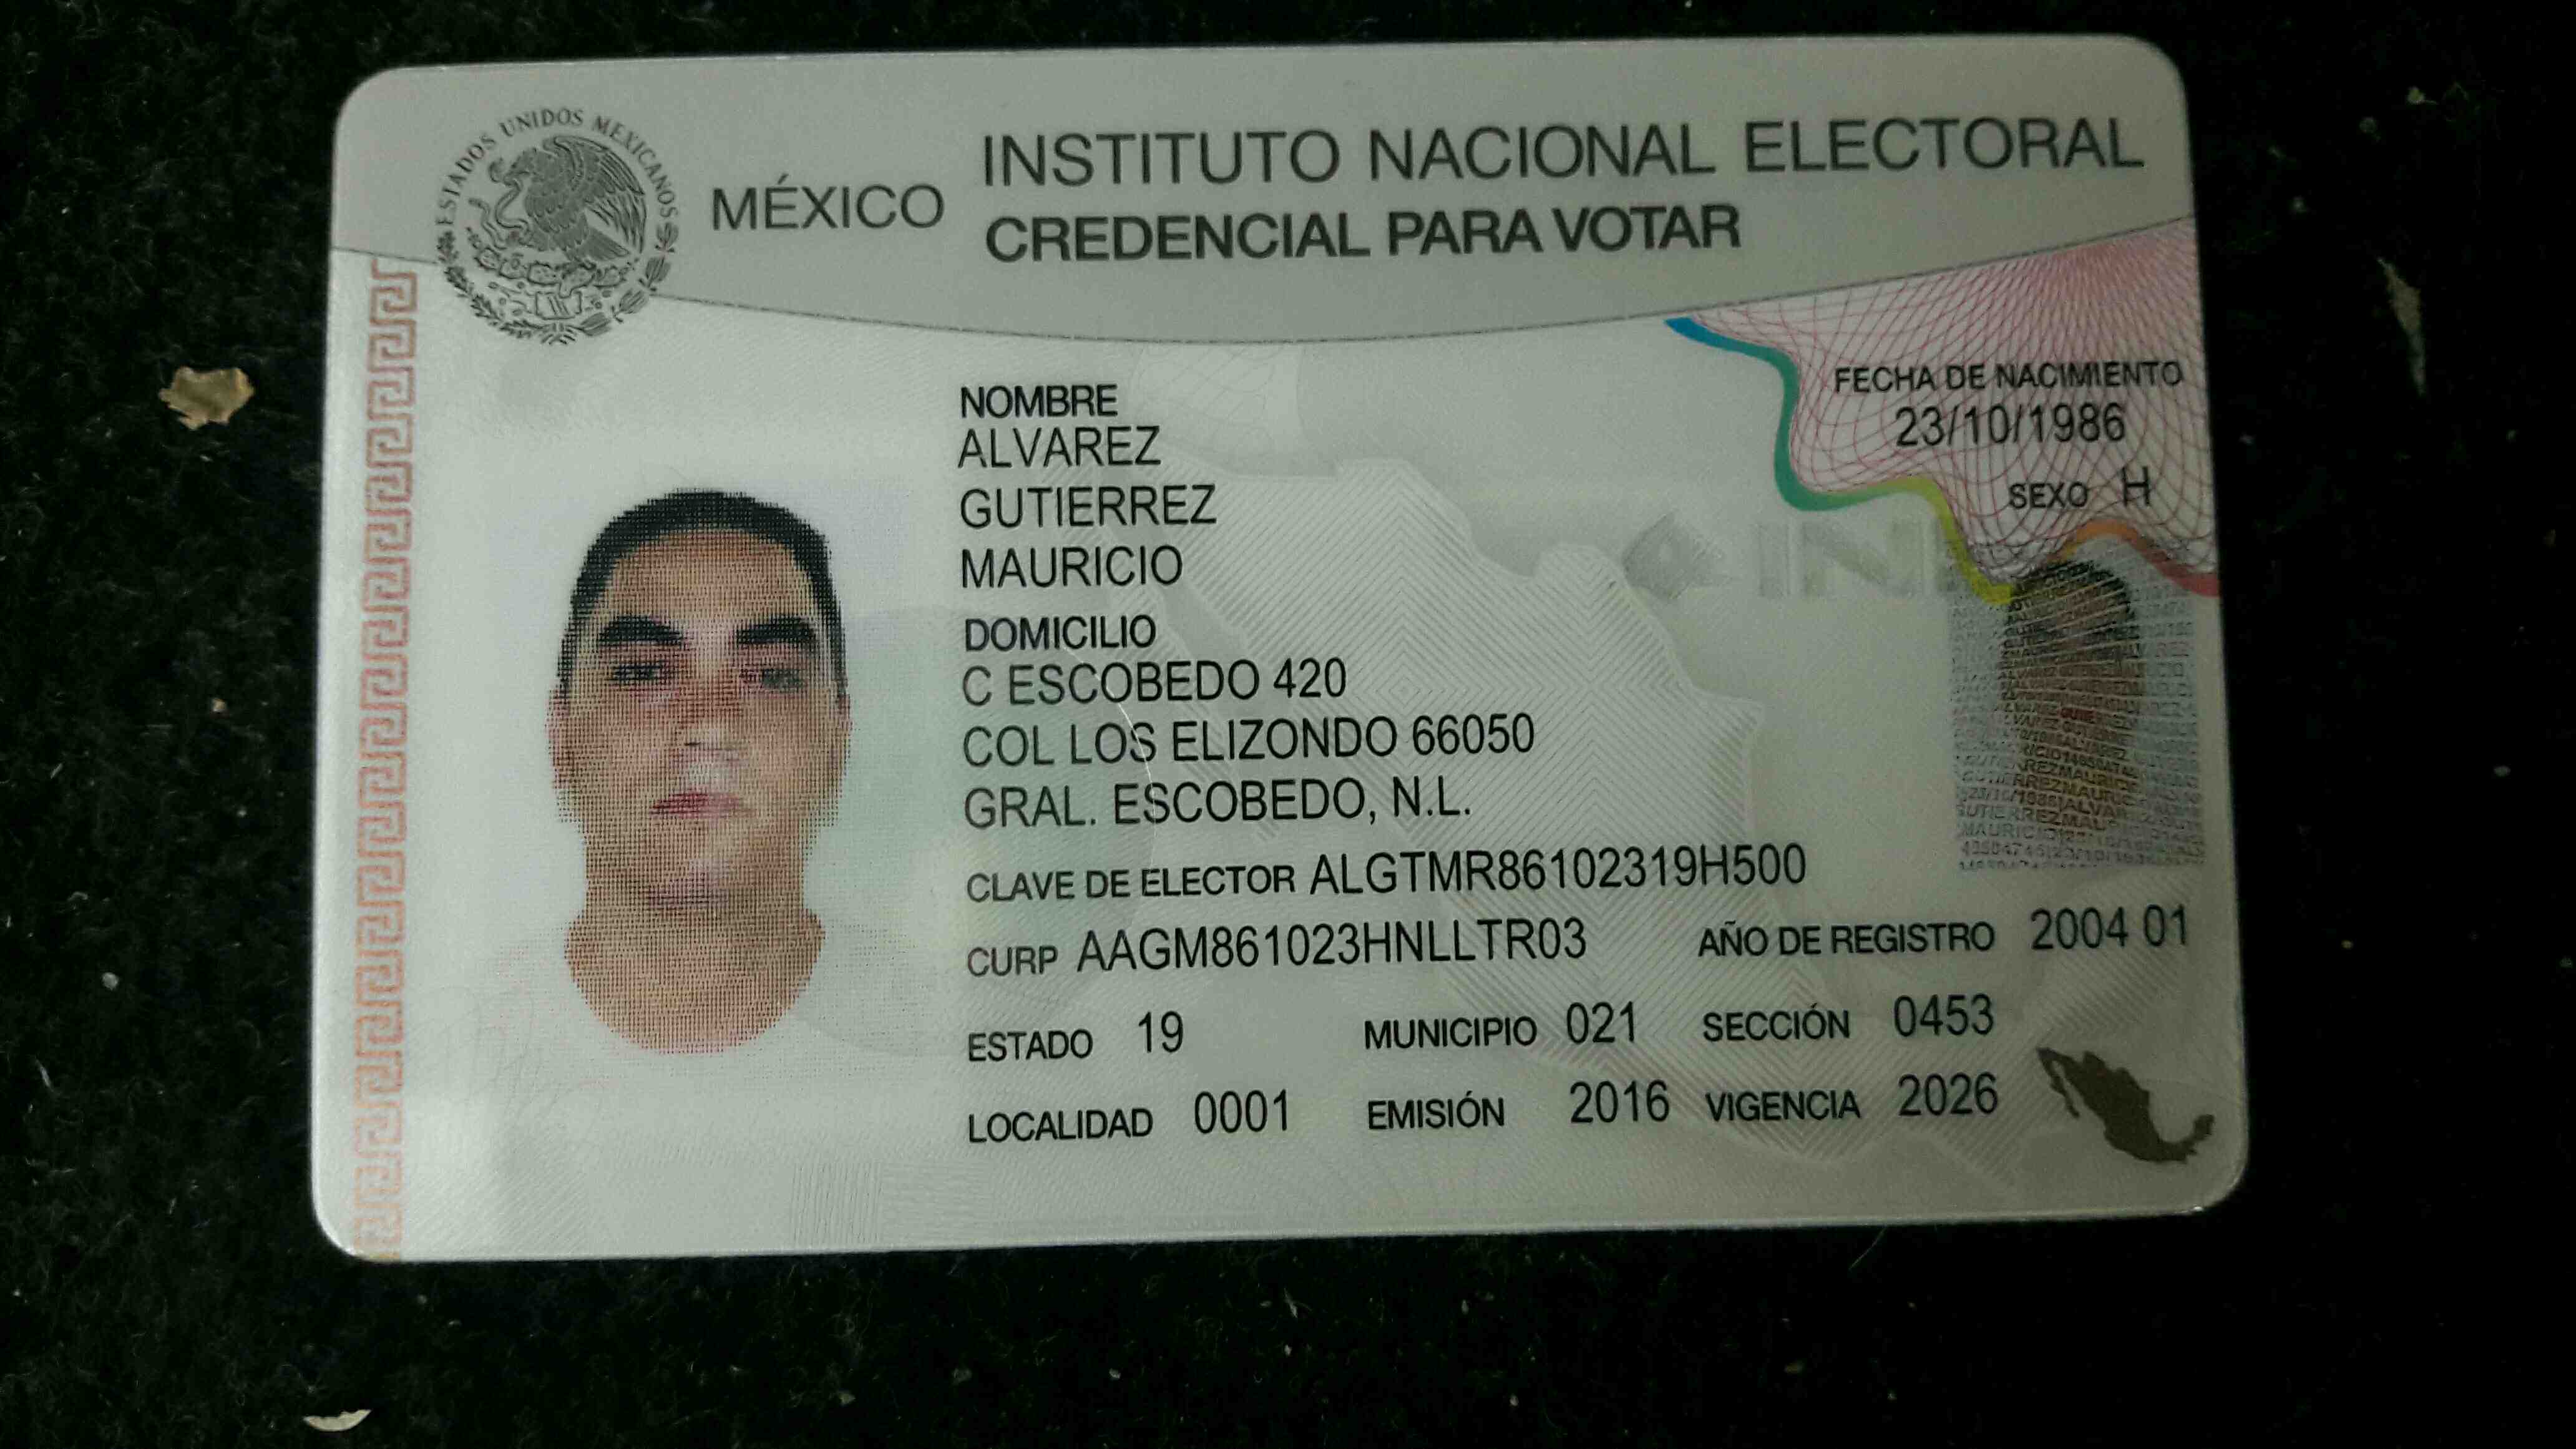 ESTADOS UNIDOS MEXICANOS
MÉXICO
INSTITUTO NACIONAL ELECTORAL
CREDENCIAL PARA VOTAR
NOMBRE
ALVAREZ
GUTIERREZ
MAURICIO
FECHA DE NACIMIENTO
23/10/1986
SEXO H
DOMICILIO
C ESCOBEDO 420
COL LOS ELIZONDO 66050
GRAL. ESCOBEDO, N.L.
CLAVE DE ELECTOR ALGTMR86102319H500
CURP AAGM861023HNLLTR03 AÑO DE REGISTRO 2004 01
ESTADO 19 MUNICIPIO 021 SECCIÓN 0453
LOCALIDAD 0001 EMISIÓN 2016 VIGENCIA 2026